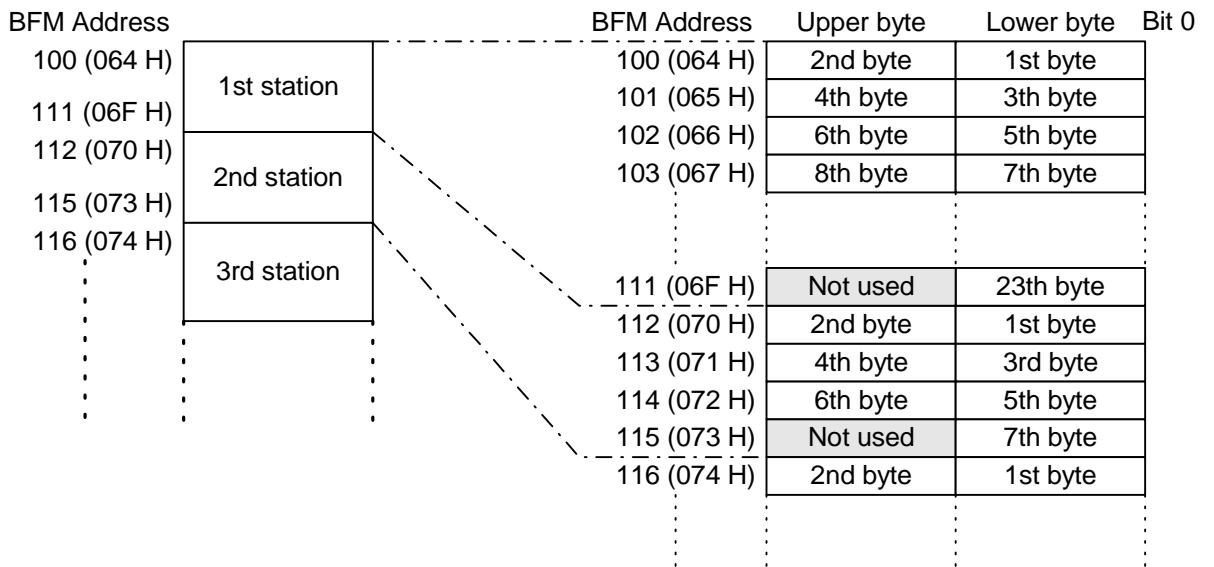 BFM Address
100 (064 H)
111 (06F H)
112 (070 H)
115 (073 H)
116 (074 H)
1st station
2nd station
3rd station
BFM Address Upper byte Lower byte Bit 0
100 (064 H) 2nd byte 1st byte
101 (065 H) 4th byte 3th byte
102 (066 H) 6th byte 5th byte
103 (067 H) 8th byte 7th byte
111 (06F H) Not used 23th byte
112 (070 H) 2nd byte 1st byte
113 (071 H) 4th byte 3rd byte
114 (072 H) 6th byte 5th byte
115 (073 H) Not used 7th byte
116 (074 H) 2nd byte 1st byte